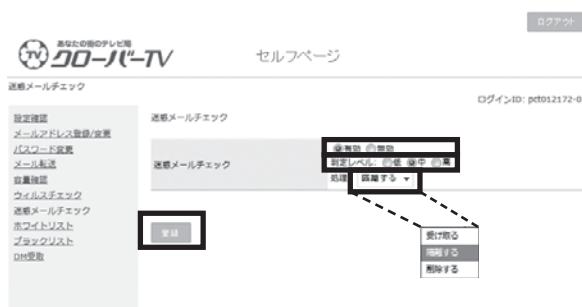 ログアウト
あなたの街のテレビ局
TV クローバーTV
セルフページ
迷惑メールチェック
ログインID: pct012172-0
設定確認
メールアドレス登録/変更
パスワード変更
メール転送
容量確認
ウィルスチェック
迷惑メールチェック
ホワイトリスト
ブラックリスト
DM受取
迷惑メールチェック
迷惑メールチェック
有効 無効
判定レベル: 低 中 高
処理: 隔離する
受け取る
隔離する
削除する
登録